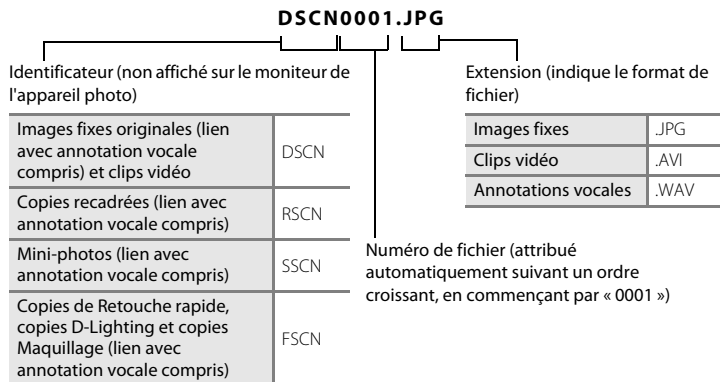 DSCN0001.JPG
Identificateur (non affiché sur le moniteur de
l'appareil photo)
Images fixes originales (lien
avec annotation vocale
compris) et clips vidéo
DSCN
Copies recadrées (lien avec
annotation vocale compris)
RSCN
Mini-photos (lien avec
annotation vocale compris)
SSCN
Copies de Retouche rapide,
copies D-Lighting et copies
Maquillage (lien avec
annotation vocale compris)
FSCN
Numéro de fichier (attribué
automatiquement suivant un ordre
croissant, en commençant par « 0001 »)
Extension (indique le format de
fichier)
Images fixes
.JPG
Clips vidéo
.AVI
Annotations vocales
.WAV